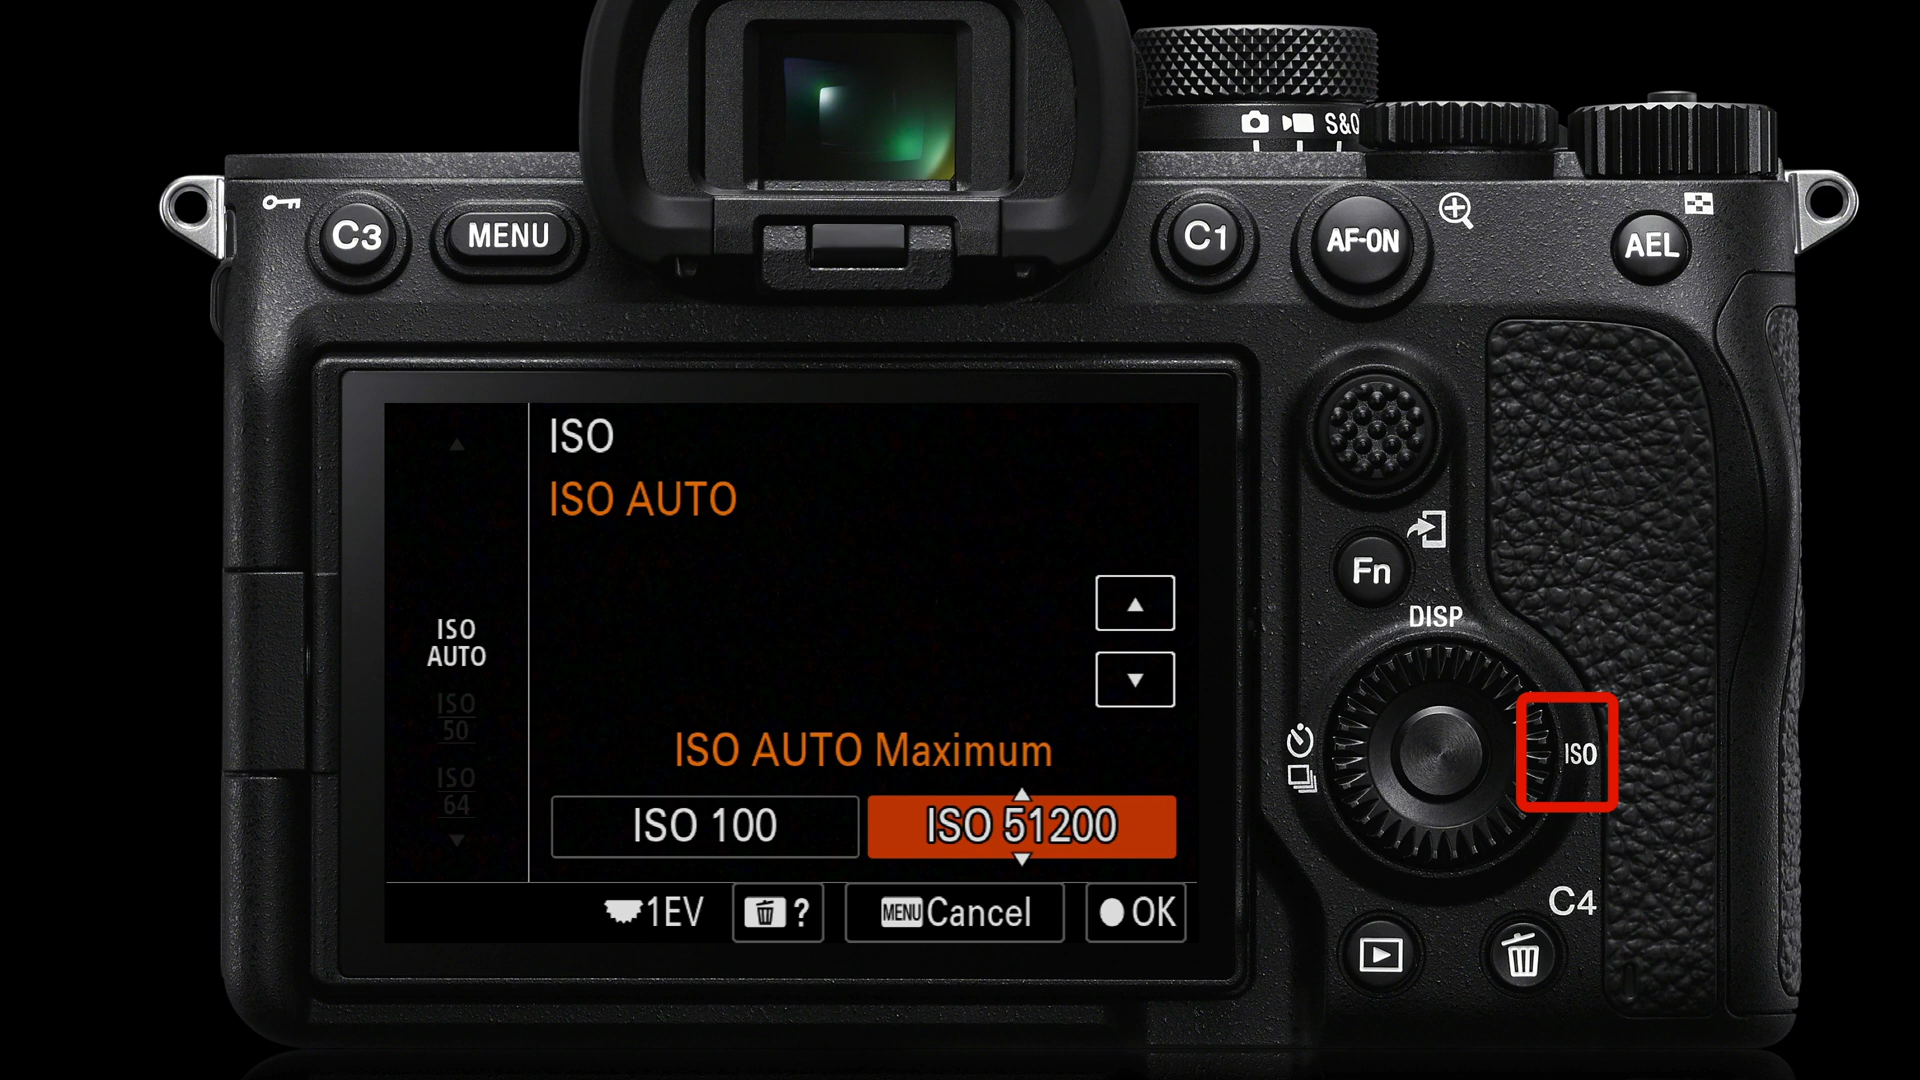 S&Q
C3
MENU
C1
AF-ON
AEL
ISO
ISO AUTO
ISO
AUTO
ISO
50
ISO
64
ISO AUTO Maximum
ISO 100
ISO 51200
1EV
?
MENU Cancel
OK
Fn
DISP
ISO
C4